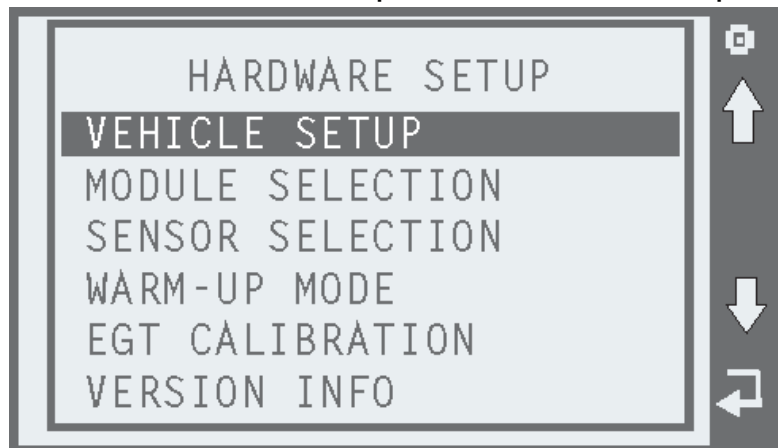 HARDWARE SETUP
VEHICLE SETUP
MODULE SELECTION
SENSOR SELECTION
WARM-UP MODE
EGT CALIBRATION
VERSION INFO